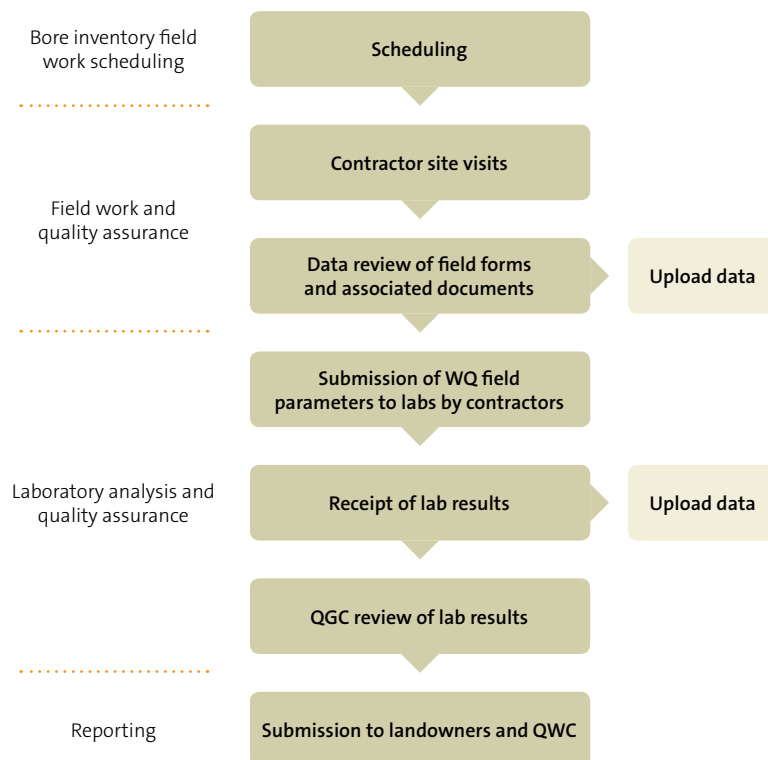 Bore inventory field
work scheduling
Scheduling
Contractor site visits
Field work and
quality assurance
Data review of field forms
and associated documents
Upload data
Submission of WQ field
parameters to labs by contractors
Laboratory analysis and
quality assurance
Receipt of lab results
Upload data
QGC review of lab results
Reporting
Submission to landowners and QWC